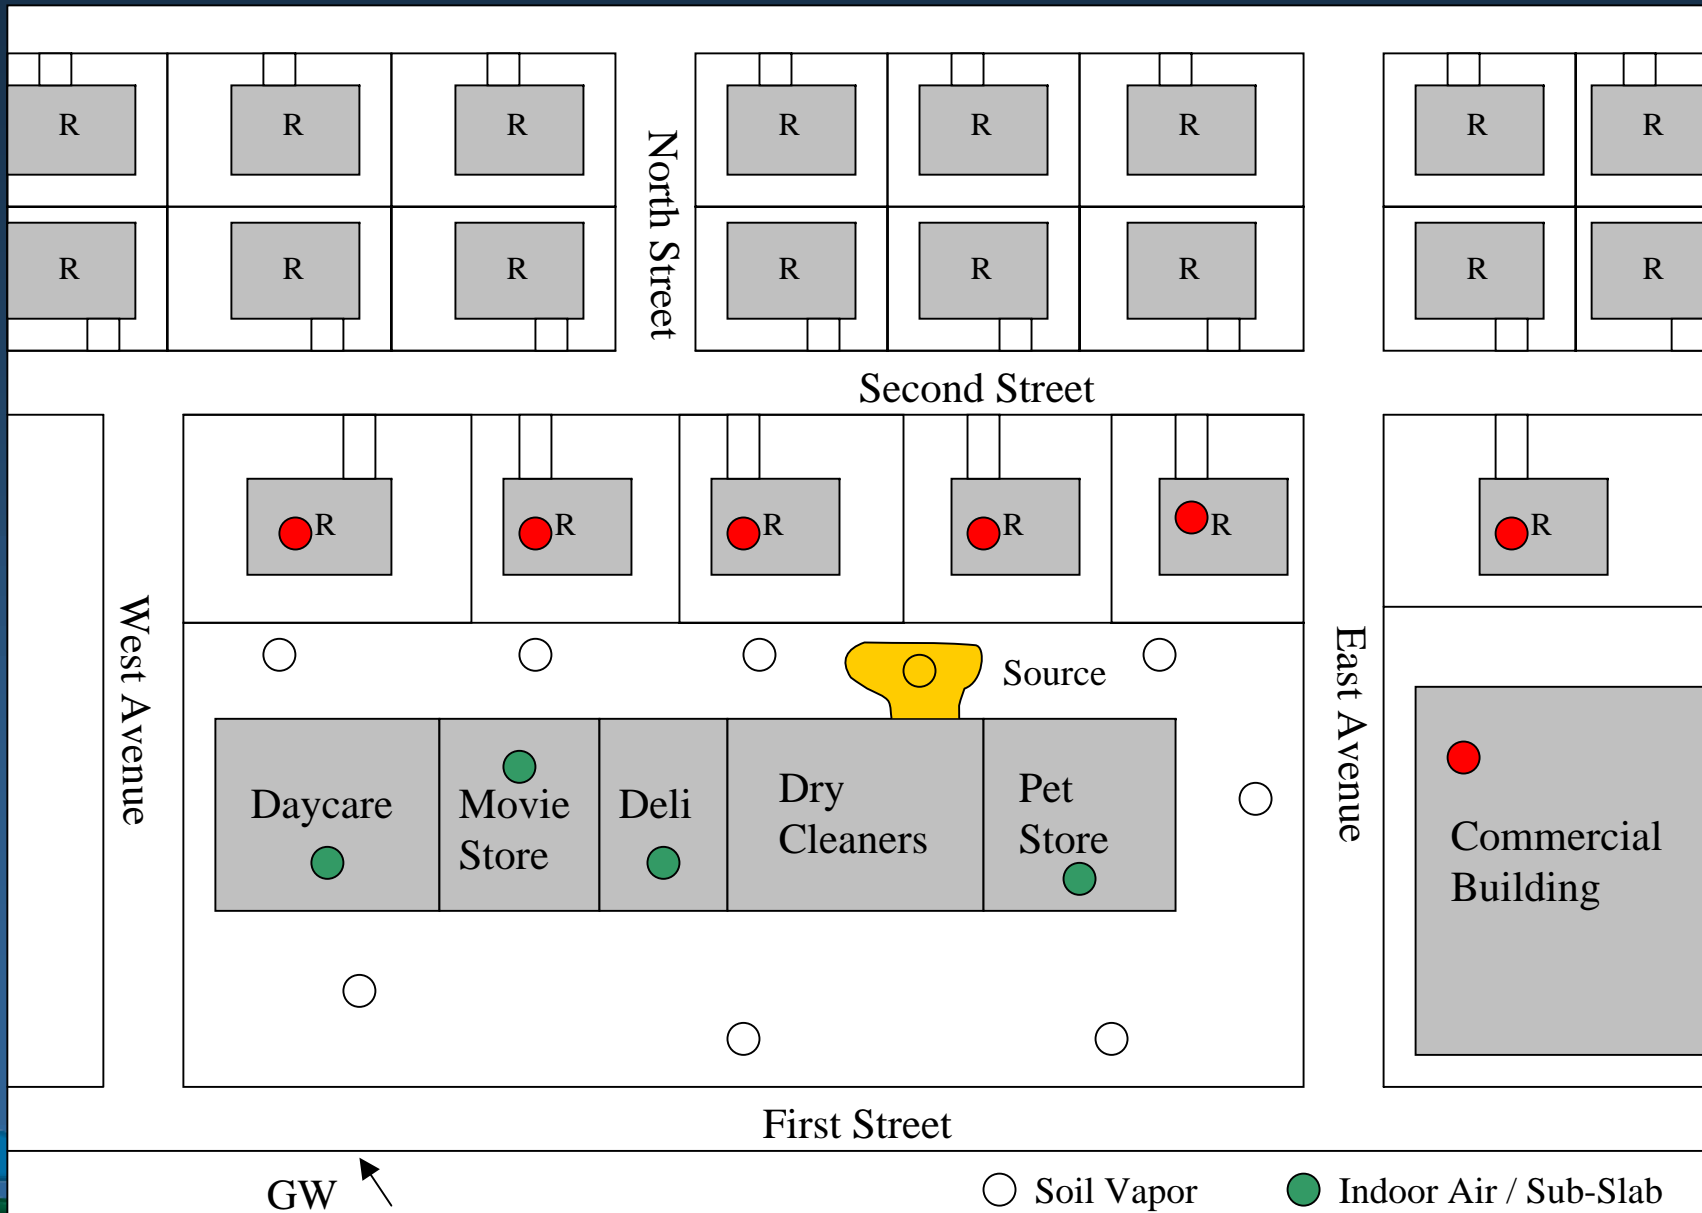 R R R R R R R R
North Street
R R R R R R R R
Second Street
R R R R R R
Source
West Avenue
East Avenue
Daycare
Movie
Store
Deli
Dry
Cleaners
Pet
Store
Commercial
Building
First Street
GW
Soil Vapor
Indoor Air / Sub-Slab